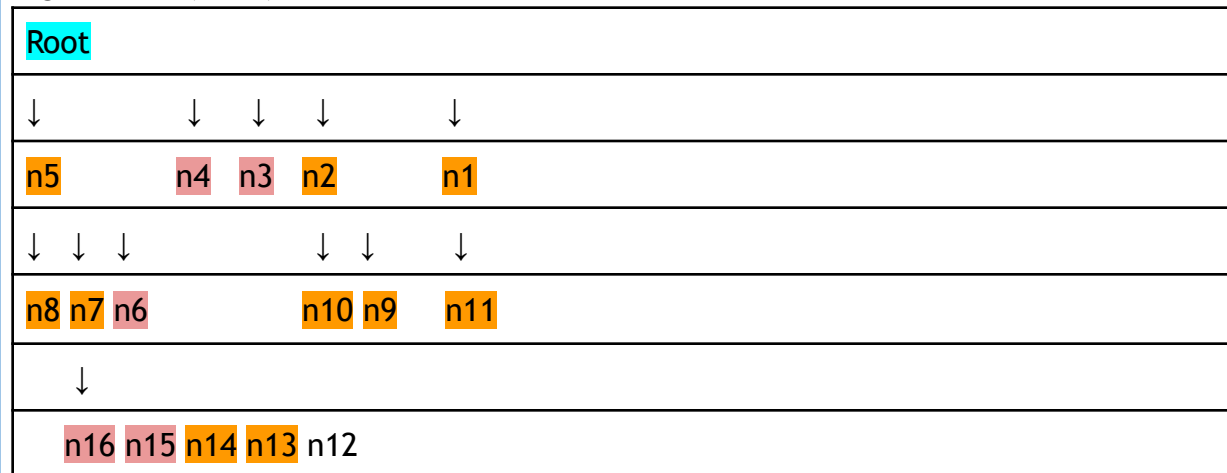 Root
↓ ↓ ↓ ↓ ↓
n5 n4 n3 n2 n1
↓ ↓ ↓ ↓ ↓ ↓
n8 n7 n6 n10 n9 n11
↓
n16 n15 n14 n13 n12